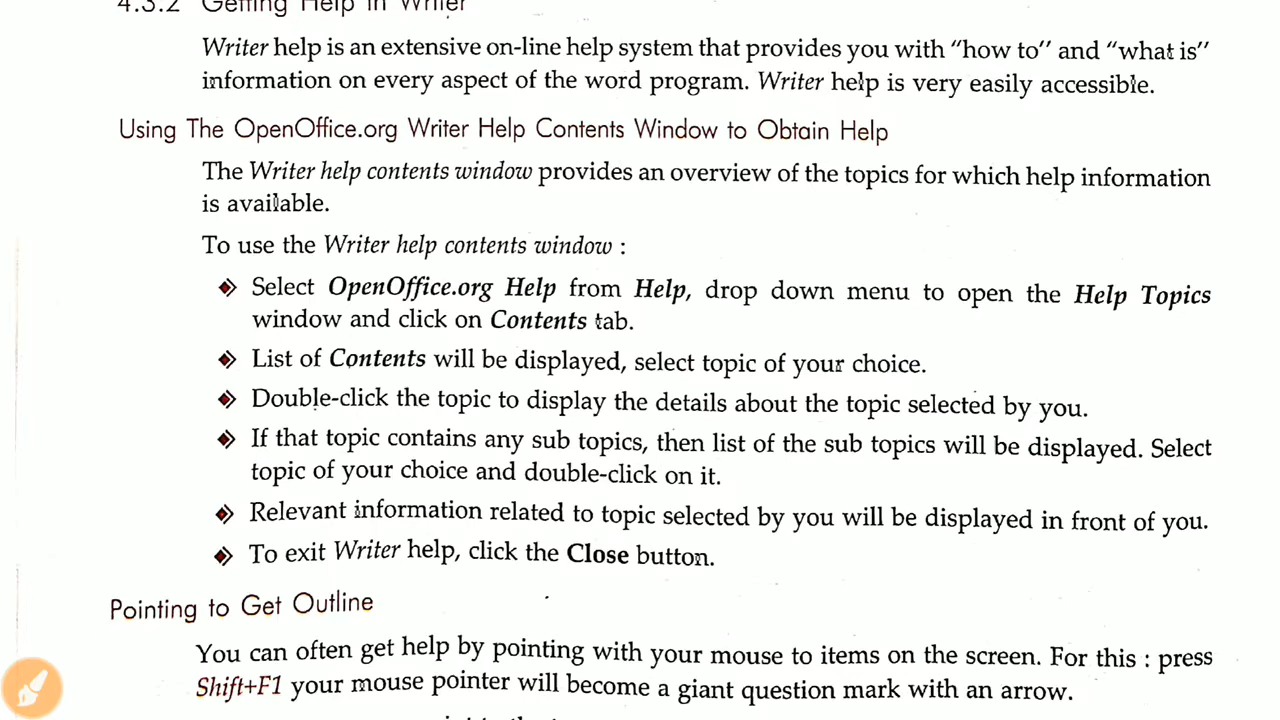 4.3.2 Getting Help in Writer
Writer help is an extensive on-line help system that provides you with “how to” and “what is”
information on every aspect of the word program. Writer help is very easily accessible.
Using The OpenOffice.org Writer Help Contents Window to Obtain Help
The Writer help contents window provides an overview of the topics for which help information
is available.
To use the Writer help contents window :
Select OpenOffice.org Help from Help, drop down menu to open the Help Topics
window and click on Contents tab.
List of Contents will be displayed, select topic of your choice.
Double-click the topic to display the details about the topic selected by you.
If that topic contains any sub topics, then list of the sub topics will be displayed. Select
topic of your choice and double-click on it.
Relevant information related to topic selected by you will be displayed in front of you.
To exit Writer help, click the Close button.
Pointing to Get Outline
You can often get help by pointing with your mouse to items on the screen. For this : press
Shift+F1 your mouse pointer will become a giant question mark with an arrow.